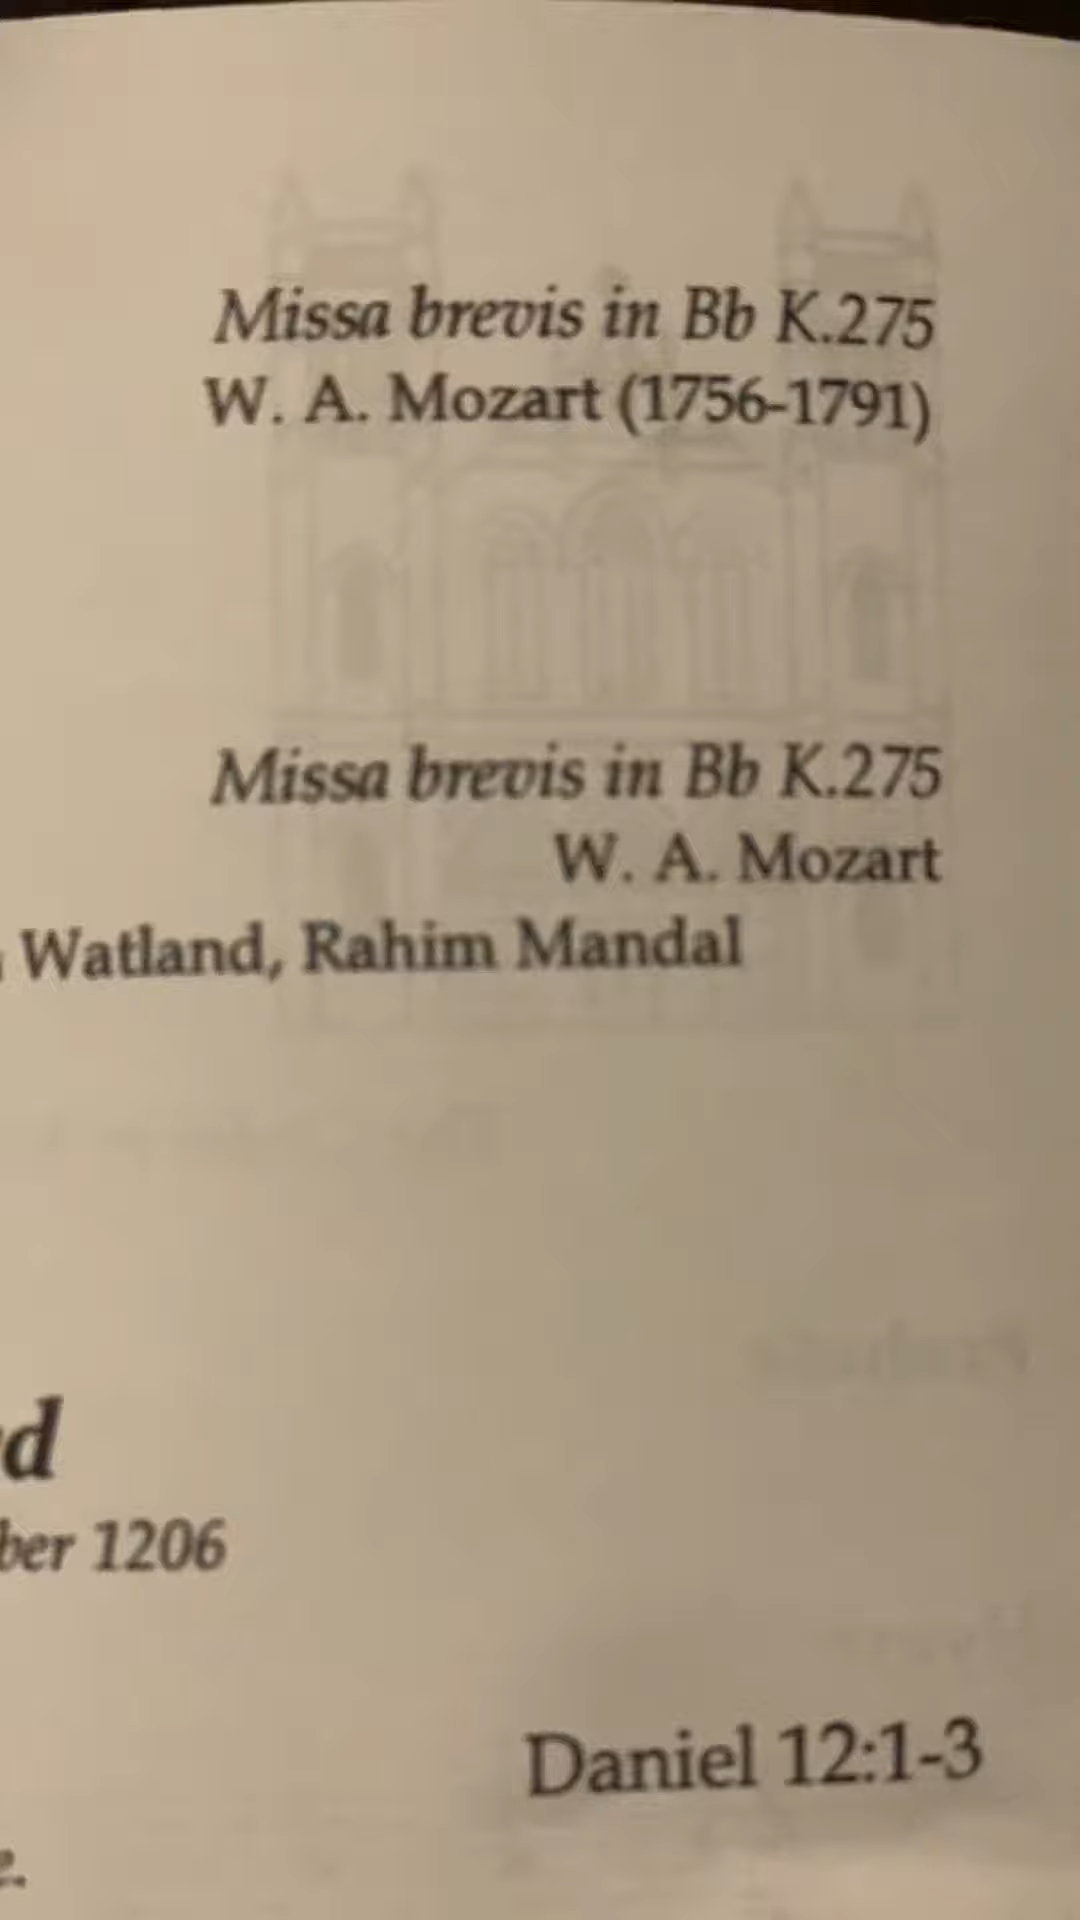 Missa brevis in Bb K.275
W. A. Mozart (1756-1791)
Missa brevis in Bb K.275
W. A. Mozart
Watland, Rahim Mandal
d
ber 1206
Daniel 12:1-3